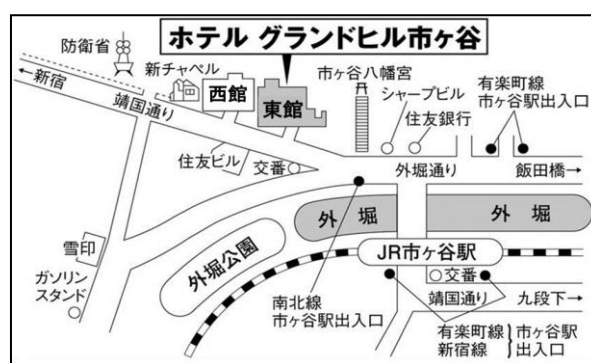 ホテル グランドヒル市ヶ谷
防衛省
←新宿
靖国通り
新チャペル
西館
東館
市ヶ谷八幡宮
シャープビル
住友銀行
有楽町線
市ヶ谷駅出入口
住友ビル
交番
外堀通り
飯田橋→
外 堀
外 堀
雪印
ガソリン
スタンド
外堀公園
JR市ヶ谷駅
交番
靖国通り
九段下→
南北線
市ヶ谷駅出入口
有楽町線
新宿線
市ヶ谷駅
出入口